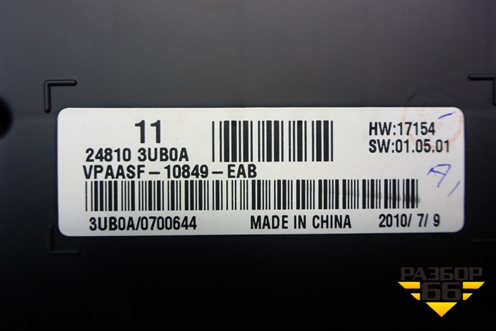 11
24810 3UB0A
VPAASF-10849-EAB
HW:17154
SW:01.05.01
A,
3UB0A/0700644
MADE IN CHINA
2010/7/9
РАЗБОР
66